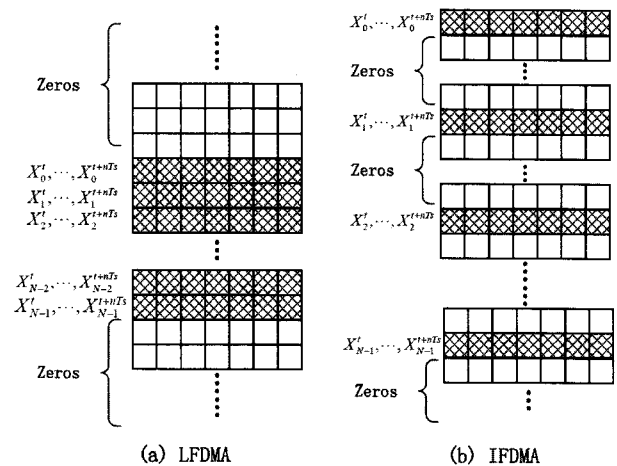 Zeros
X_0^t, ..., X_0^{t+nTs}
X_1^t, ..., X_1^{t+nTs}
X_2^t, ..., X_2^{t+nTs}
X_{N-2}^t, ..., X_{N-2}^{t+nTs}
X_{N-1}^t, ..., X_{N-1}^{t+nTs}
Zeros
(a) LFDMA
X_0^t, ..., X_0^{t+nTs}
Zeros
X_1^t, ..., X_1^{t+nTs}
Zeros
X_2^t, ..., X_2^{t+nTs}
X_{N-1}^t, ..., X_{N-1}^{t+nTs}
Zeros
(b) IFDMA